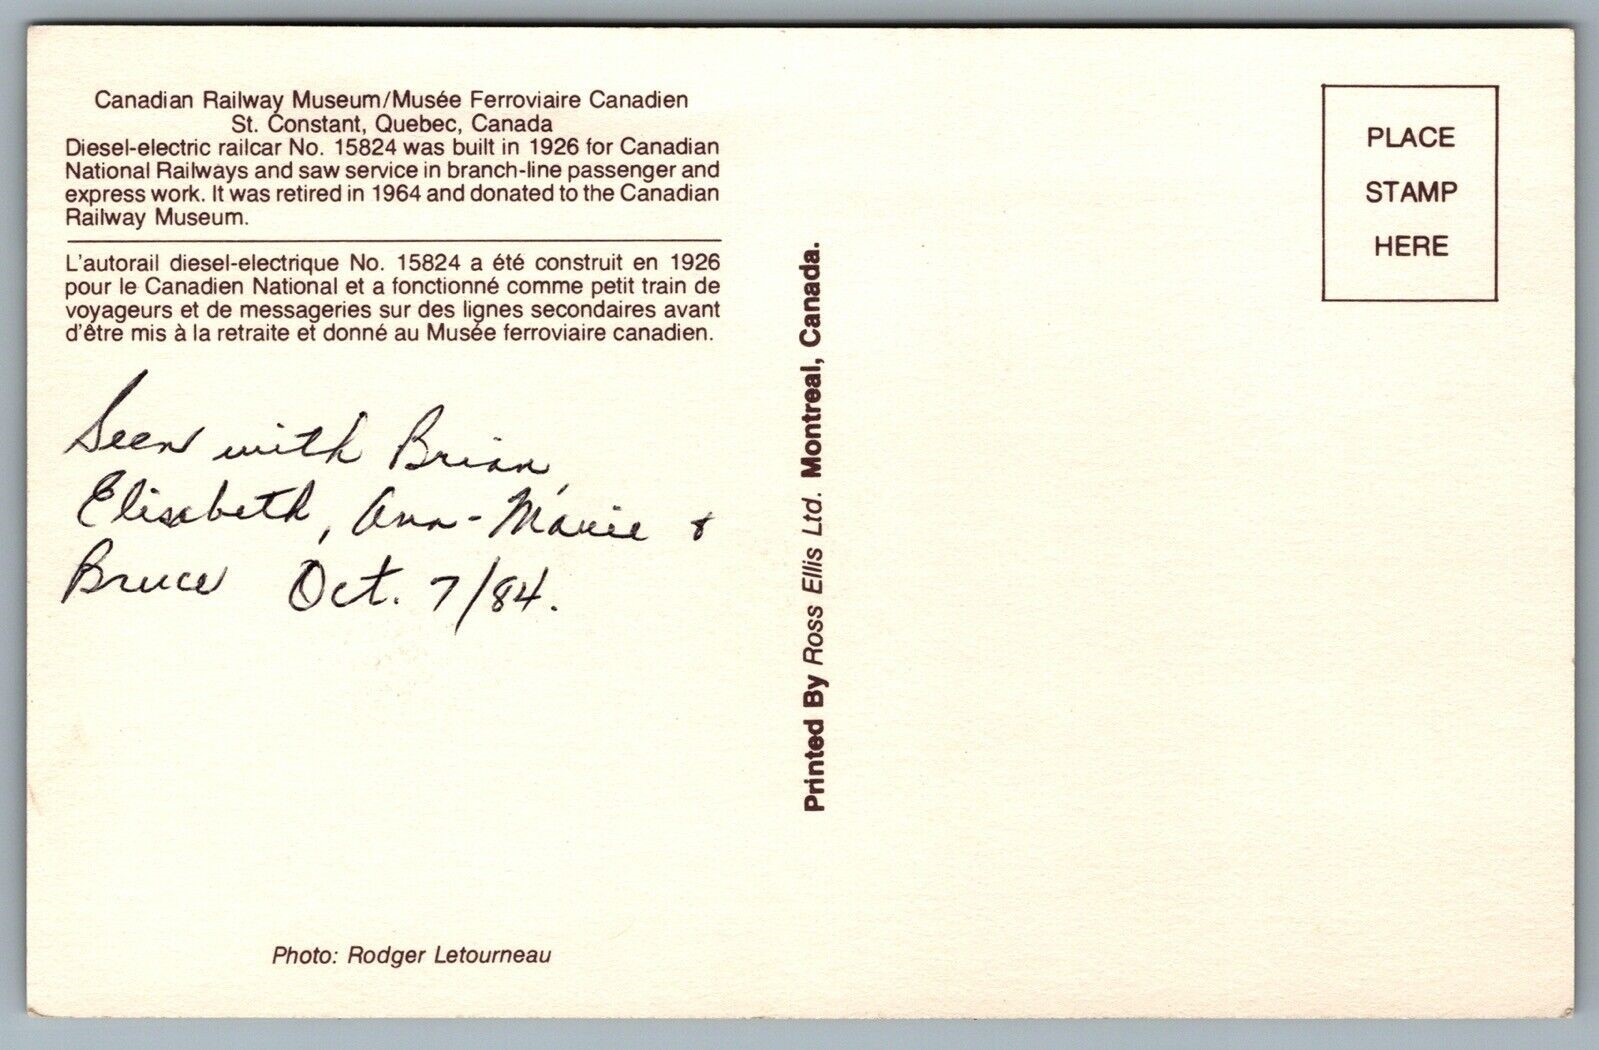 Canadian Railway Museum/Musée Ferroviaire Canadien
St. Constant, Quebec, Canada
Diesel-electric railcar No. 15824 was built in 1926 for Canadian
National Railways and saw service in branch-line passenger and
express work. It was retired in 1964 and donated to the Canadian
Railway Museum.
L'autorail diesel-electrique No. 15824 a été construit en 1926
pour le Canadien National et a fonctionné comme petit train de
voyageurs et de messageries sur des lignes secondaires avant
d'être mis à la retraite et donné au Musée ferroviaire canadien.
Seen with Brian,
Elisabeth, Ann-Marie &
Bruce Oct. 7/84.
Photo: Rodger Letourneau
Printed By Ross Ellis Ltd. Montreal, Canada.
PLACE
STAMP
HERE